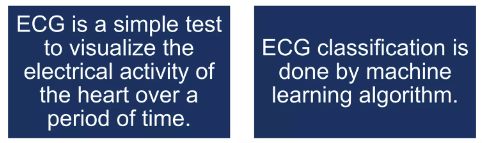 ECG is a simple test
to visualize the
electrical activity of
the heart over a
period of time.
ECG classification is
done by machine
learning algorithm.